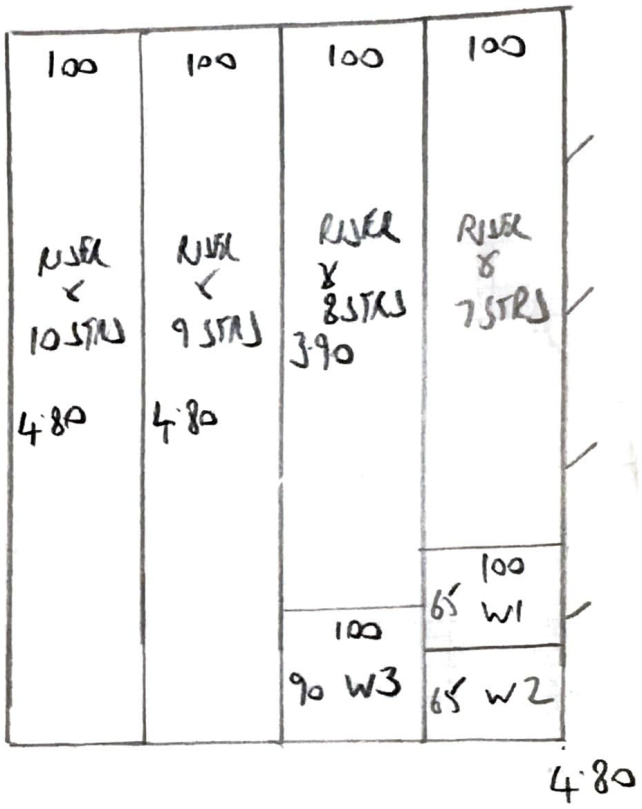 100
RISER
&
10 STRS
4.80
100
RISER
&
9 STRS
4.80
100
RISER
&
8 STRS
3.90
100
90 W3
100
RISER
&
7 STRS
100
65 W1
65 W2
4.80